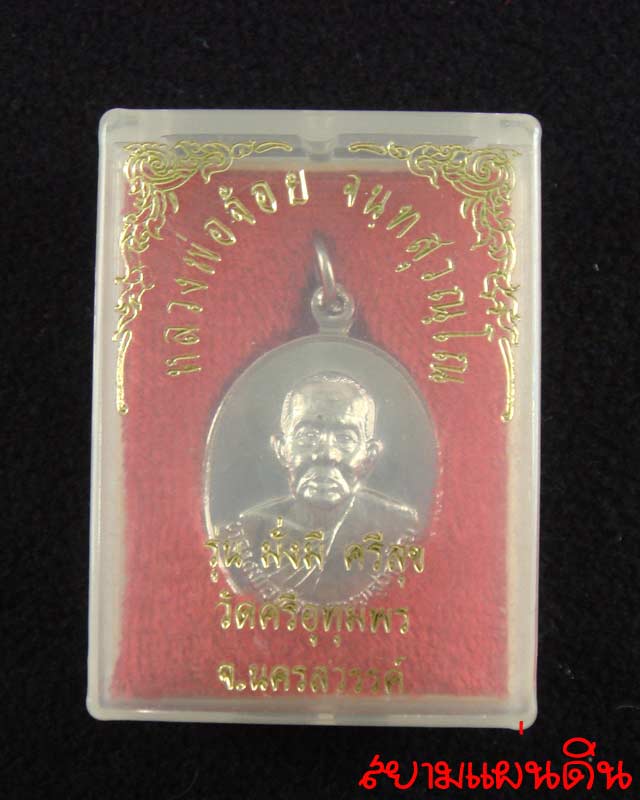 หลวงพ่อจ้อย จนฺทสุวณฺโณ
รุ่น มั่งมี ศรีสุข
วัดศรีอุทุมพร
จ.นครสวรรค์
สยามแผ่นดิน